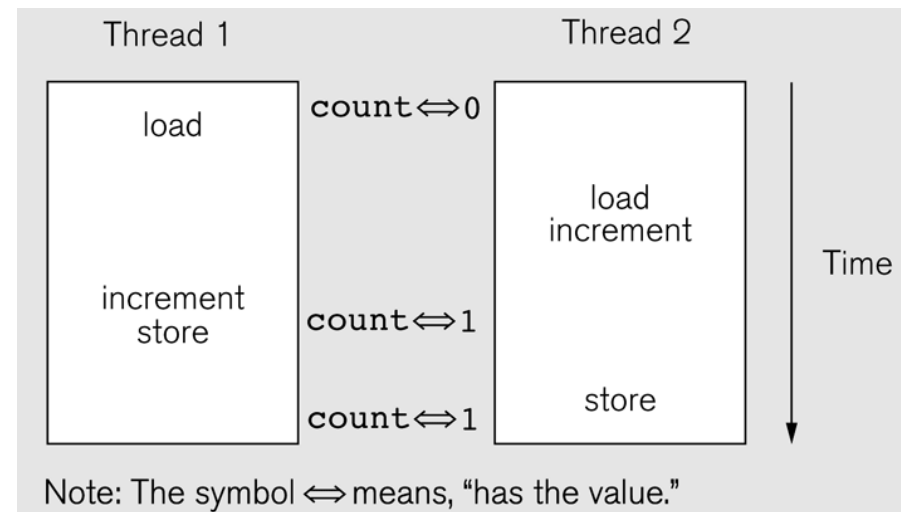 Thread 1
Thread 2
count⇔0
load
load
increment
Time
increment
store
count⇔1
store
count⇔1
Note: The symbol ⇔ means, “has the value.”